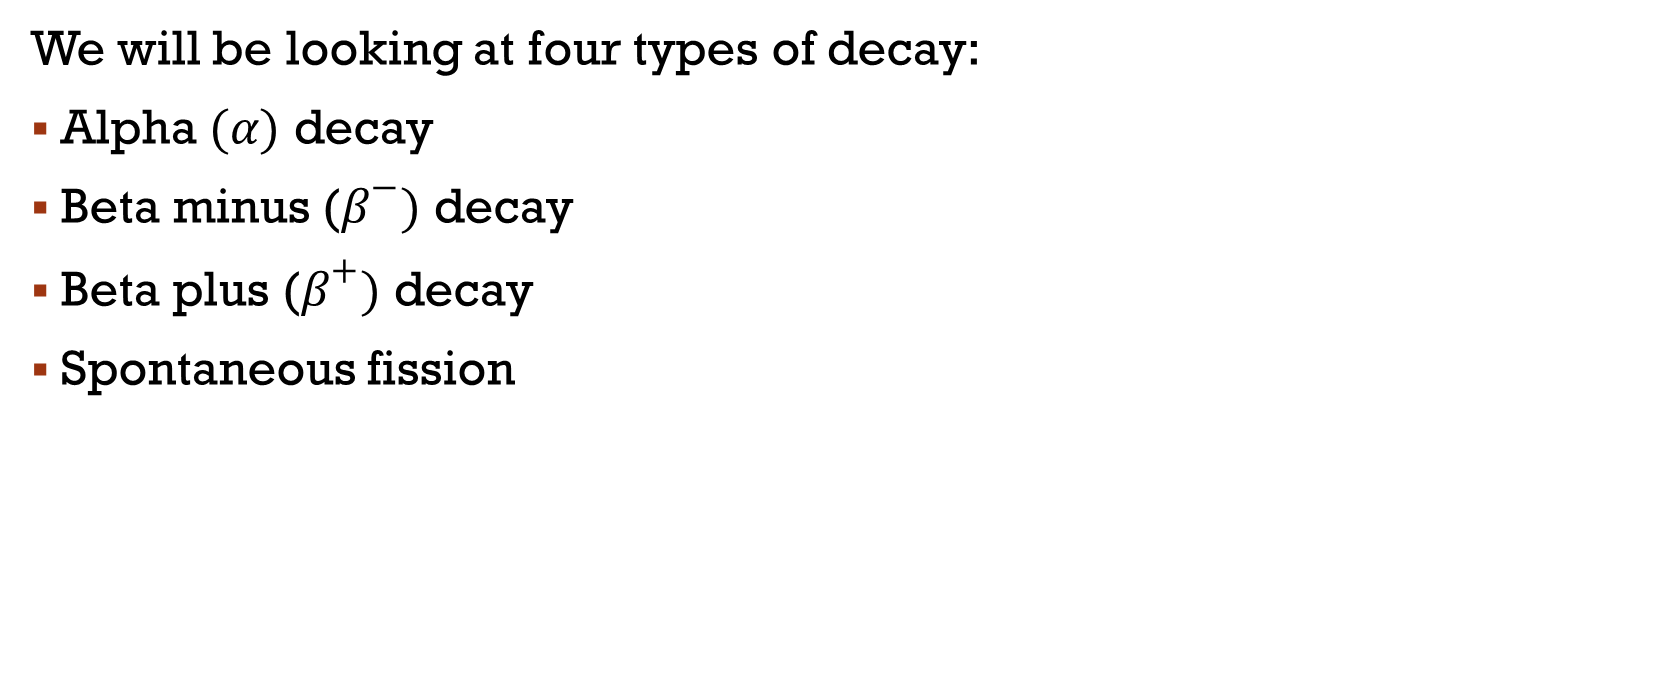 We will be looking at four types of decay:
▪ Alpha (α) decay
▪ Beta minus (β⁻) decay
▪ Beta plus (β⁺) decay
▪ Spontaneous fission